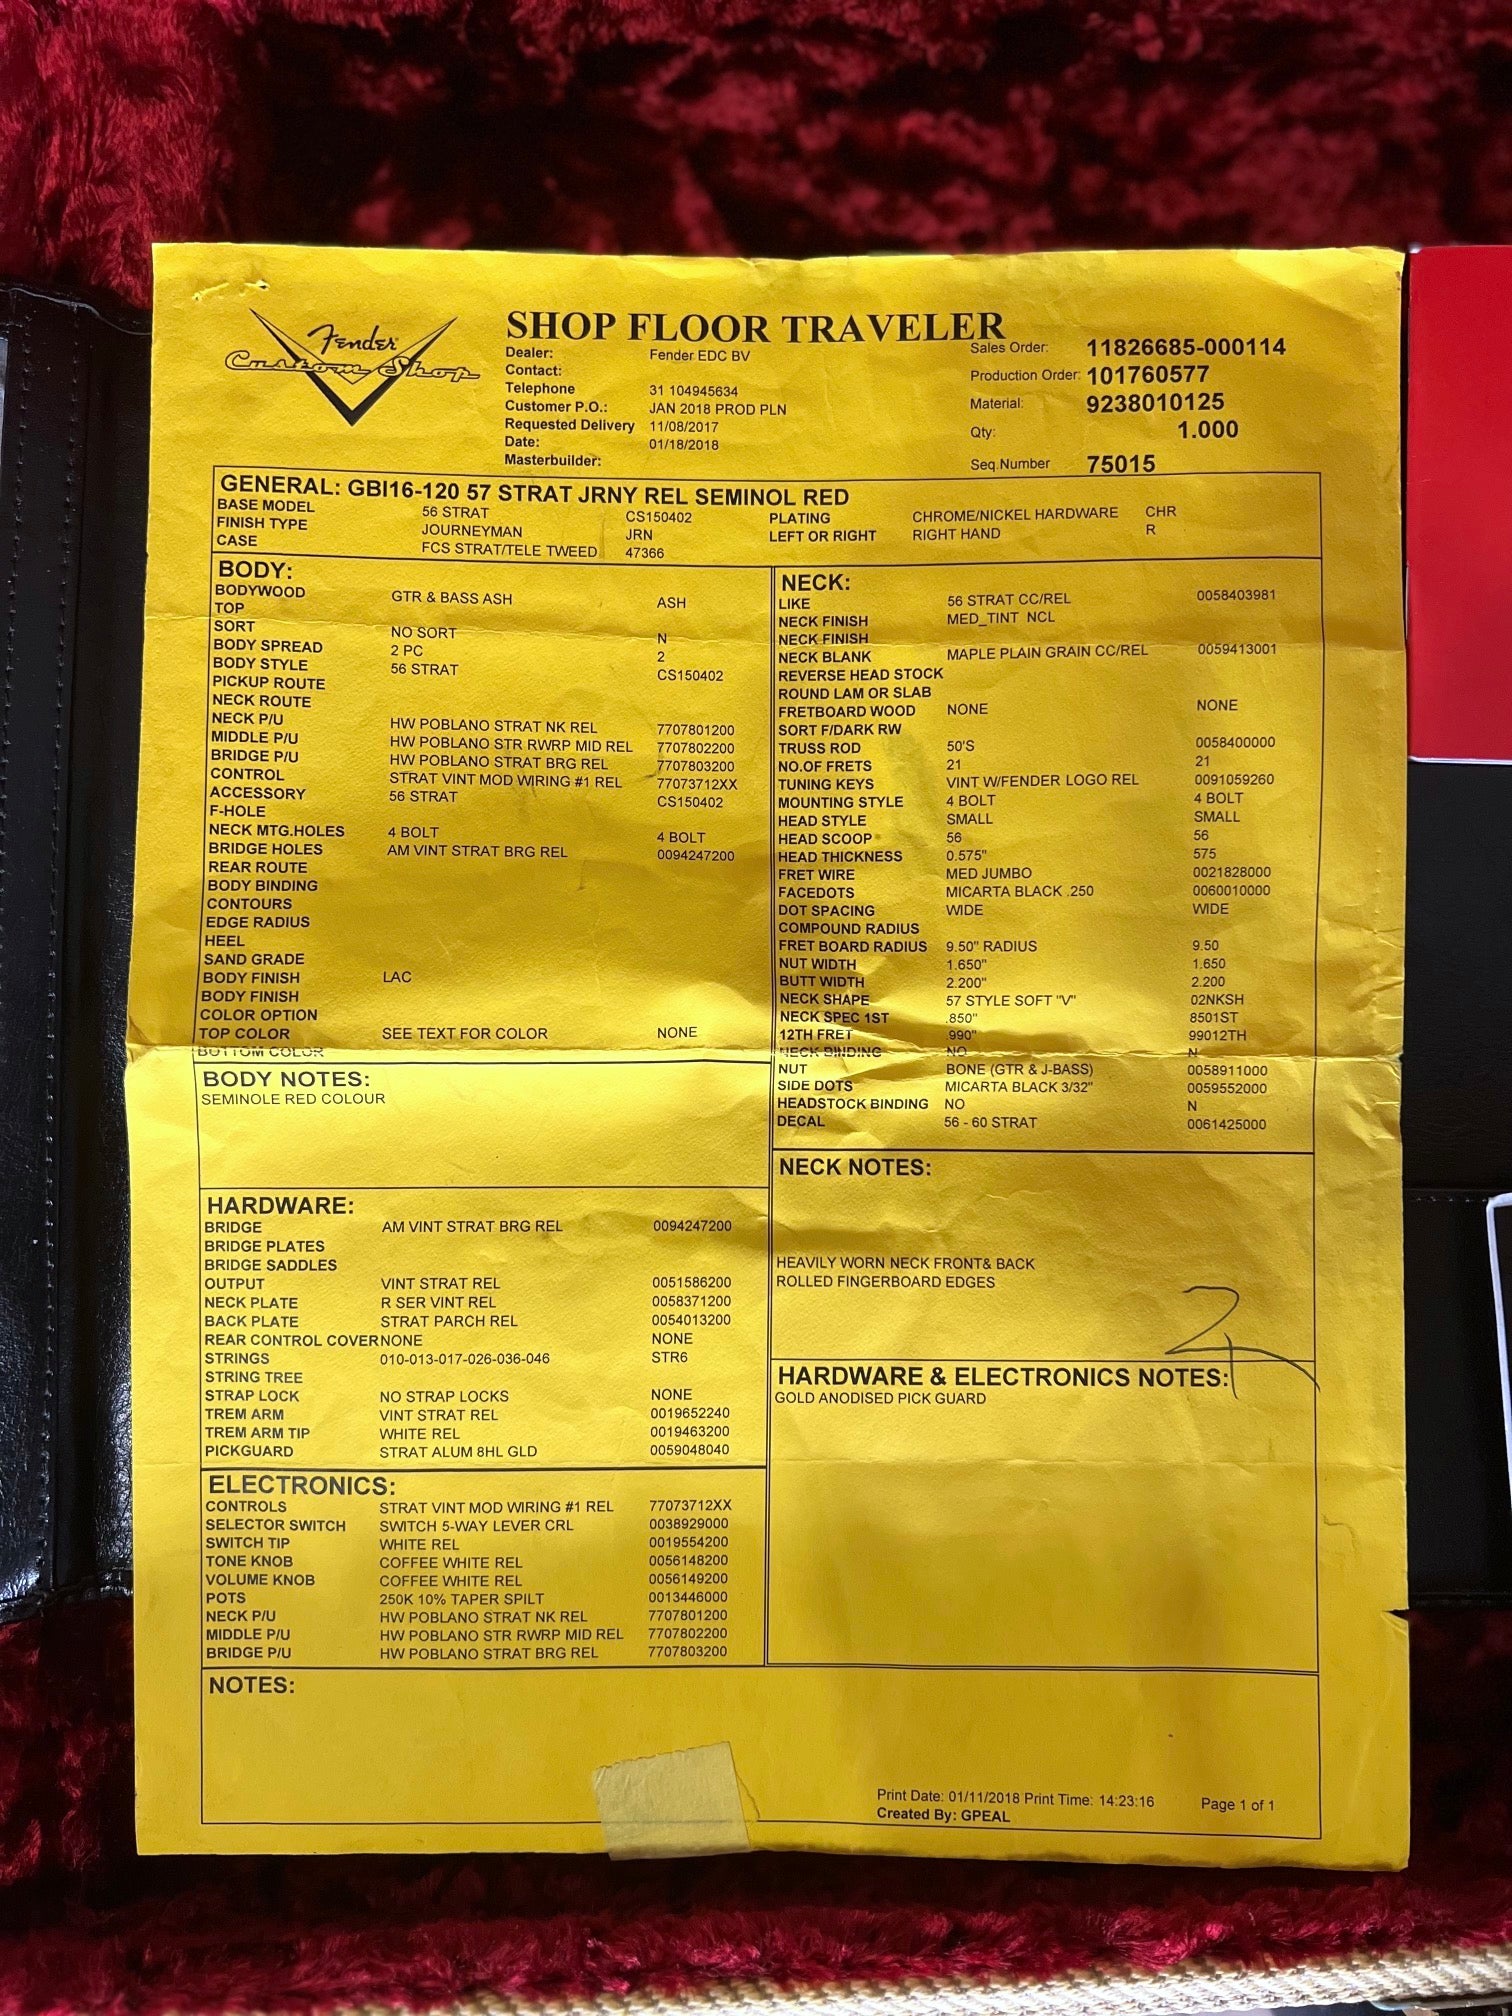 Fender
Custom Shop
SHOP FLOOR TRAVELER
Dealer: Fender EDC BV
Contact:
Telephone 31 104945634
Customer P.O.: JAN 2018 PROD PLN
Requested Delivery 11/08/2017
Date: 01/18/2018
Masterbuilder:
Sales Order: 11826685-000114
Production Order: 101760577
Material: 9238010125
Qty: 1.000
Seq.Number 75015
GENERAL: GBI16-120 57 STRAT JRNY REL SEMINOL RED
BASE MODEL 56 STRAT CS150402 PLATING CHROME/NICKEL HARDWARE CHR
FINISH TYPE JOURNEYMAN JRN LEFT OR RIGHT RIGHT HAND R
CASE FCS STRAT/TELE TWEED 47366
BODY:
BODYWOOD GTR & BASS ASH ASH
TOP
SORT NO SORT N
BODY SPREAD 2 PC 2
BODY STYLE 56 STRAT CS150402
PICKUP ROUTE
NECK ROUTE
NECK P/U HW POBLANO STRAT NK REL 7707801200
MIDDLE P/U HW POBLANO STR RWRP MID REL 7707802200
BRIDGE P/U HW POBLANO STRAT BRG REL 7707803200
CONTROL STRAT VINT MOD WIRING #1 REL 77073712XX
ACCESSORY 56 STRAT CS150402
F-HOLE
NECK MTG.HOLES 4 BOLT 4 BOLT
BRIDGE HOLES AM VINT STRAT BRG REL 0094247200
REAR ROUTE
BODY BINDING
CONTOURS
EDGE RADIUS
HEEL
SAND GRADE
BODY FINISH LAC
BODY FINISH
COLOR OPTION
TOP COLOR SEE TEXT FOR COLOR NONE
BOTTOM COLOR
BODY NOTES:
SEMINOLE RED COLOUR
HARDWARE:
BRIDGE AM VINT STRAT BRG REL 0094247200
BRIDGE PLATES
BRIDGE SADDLES
OUTPUT VINT STRAT REL 0051586200
NECK PLATE R SER VINT REL 0058371200
BACK PLATE STRAT PARCH REL 0054013200
REAR CONTROL COVERNONE NONE
STRINGS 010-013-017-026-036-046 STR6
STRING TREE
STRAP LOCK NO STRAP LOCKS NONE
TREM ARM VINT STRAT REL 0019652240
TREM ARM TIP WHITE REL 0019463200
PICKGUARD STRAT ALUM 8HL GLD 0059048040
ELECTRONICS:
CONTROLS STRAT VINT MOD WIRING #1 REL 77073712XX
SELECTOR SWITCH SWITCH 5-WAY LEVER CRL 0038929000
SWITCH TIP WHITE REL 0019554200
TONE KNOB COFFEE WHITE REL 0056148200
VOLUME KNOB COFFEE WHITE REL 0056149200
POTS 250K 10% TAPER SPILT 0013446000
NECK P/U HW POBLANO STRAT NK REL 7707801200
MIDDLE P/U HW POBLANO STR RWRP MID REL 7707802200
BRIDGE P/U HW POBLANO STRAT BRG REL 7707803200
NECK:
LIKE 56 STRAT CC/REL 0058403981
NECK FINISH MED_TINT NCL
NECK FINISH
NECK BLANK MAPLE PLAIN GRAIN CC/REL 0059413001
REVERSE HEAD STOCK
ROUND LAM OR SLAB
FRETBOARD WOOD NONE NONE
SORT F/DARK RW
TRUSS ROD 50'S 0058400000
NO.OF FRETS 21 21
TUNING KEYS VINT W/FENDER LOGO REL 0091059260
MOUNTING STYLE 4 BOLT 4 BOLT
HEAD STYLE SMALL SMALL
HEAD SCOOP 56 56
HEAD THICKNESS 0.575" 575
FRET WIRE MED JUMBO 0021828000
FACEDOTS MICARTA BLACK .250 0060010000
DOT SPACING WIDE WIDE
COMPOUND RADIUS
FRET BOARD RADIUS 9.50" RADIUS 9.50
NUT WIDTH 1.650" 1.650
BUTT WIDTH 2.200" 2.200
NECK SHAPE 57 STYLE SOFT "V" 02NKSH
NECK SPEC 1ST .850" 8501ST
12TH FRET .990" 99012TH
NECK BINDING NO N
NUT BONE (GTR & J-BASS) 0058911000
SIDE DOTS MICARTA BLACK 3/32" 0059552000
HEADSTOCK BINDING NO N
DECAL 56 - 60 STRAT 0061425000
NECK NOTES:
HEAVILY WORN NECK FRONT& BACK
ROLLED FINGERBOARD EDGES
HARDWARE & ELECTRONICS NOTES:
GOLD ANODISED PICK GUARD
NOTES:
Print Date: 01/11/2018 Print Time: 14:23:16 Page 1 of 1
Created By: GPEAL